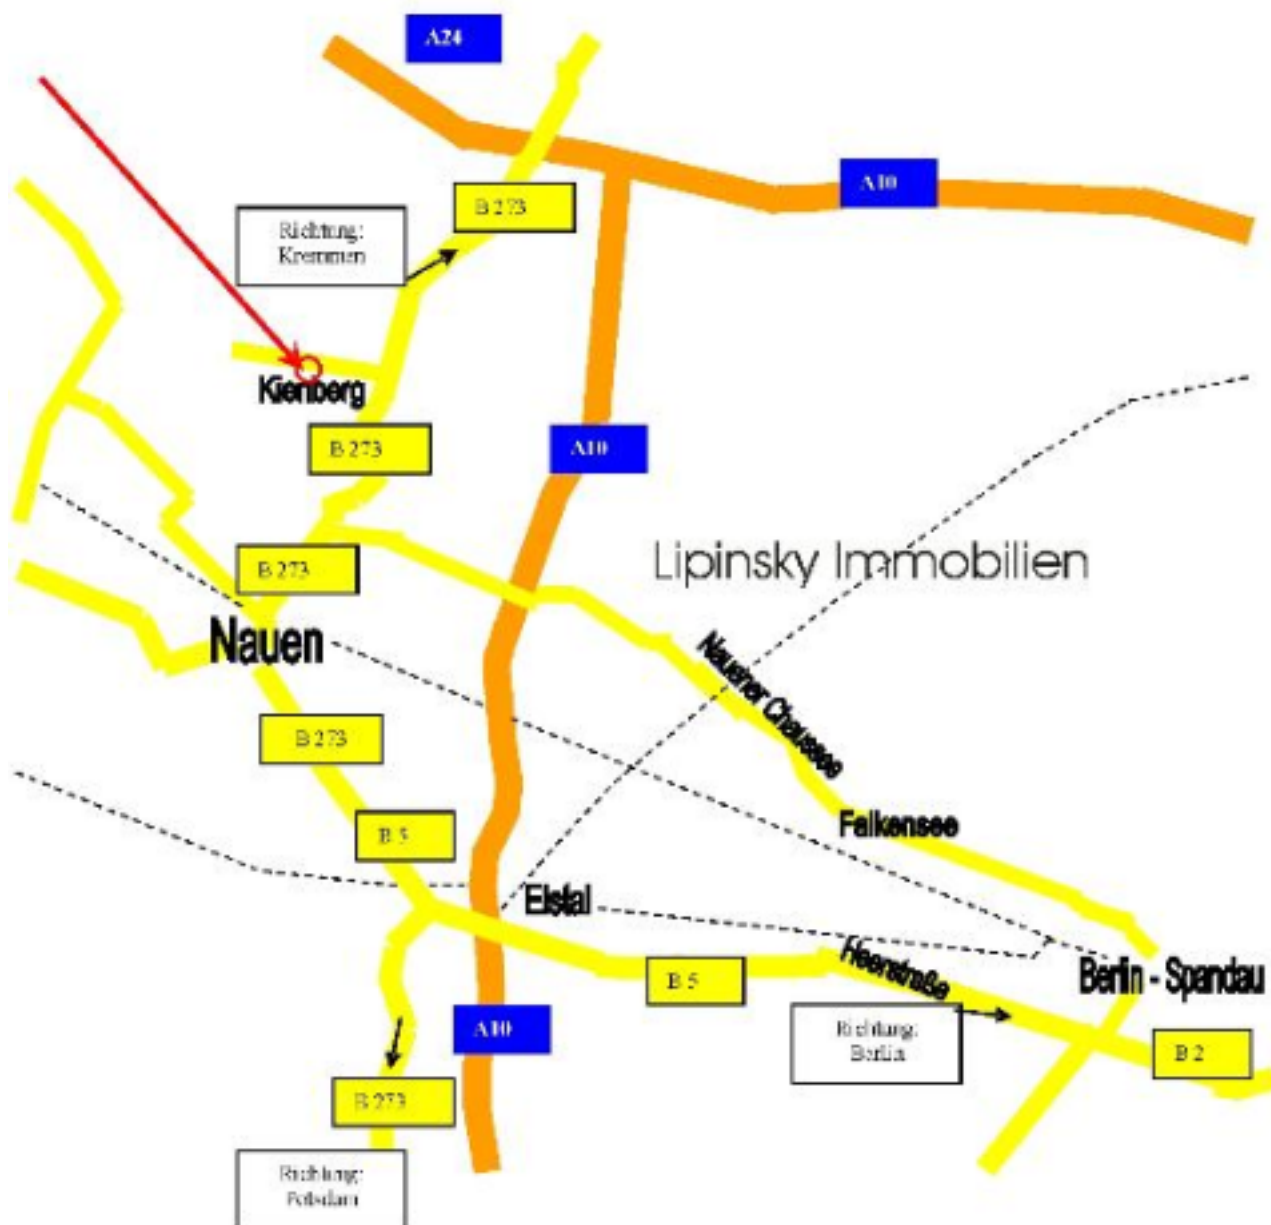 A24
A10
B 273
Richtung:
Kremmen
Kienberg
B 273
A10
Lipinsky Immobilien
B 273
Nauen
Nauener Chaussee
B 273
B 5
Falkensee
Elstal
Heerstraße
Berlin - Spandau
B 5
A10
Richtung:
Berlin
B 2
B 273
Richtung:
Potsdam